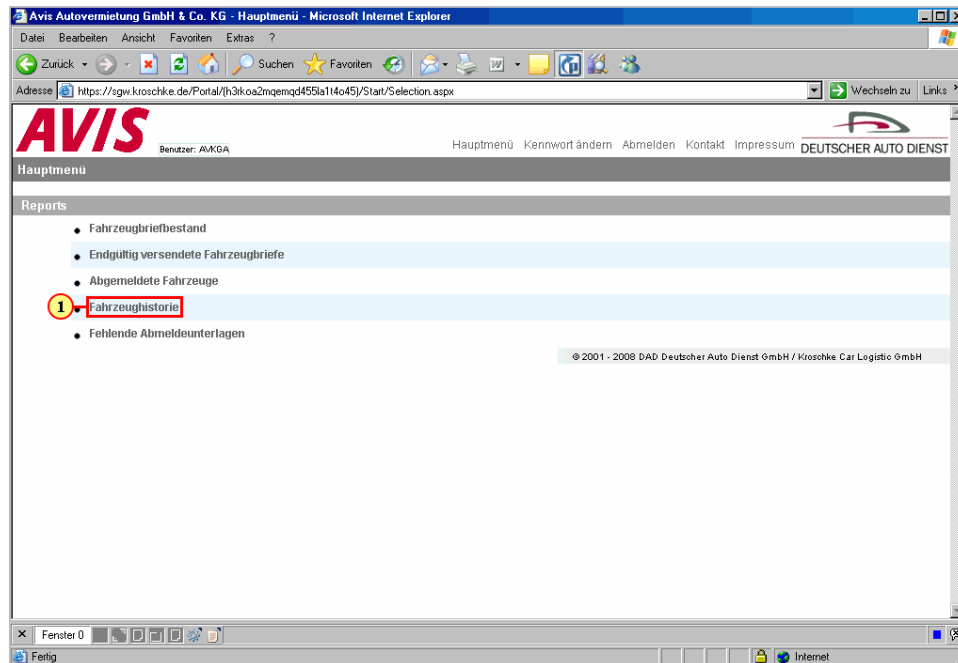 Avis Autovermietung GmbH & Co. KG - Hauptmenü - Microsoft Internet Explorer
Datei Bearbeiten Ansicht Favoriten Extras ?
Zurück Suchen Favoriten
Adresse https://sgw.kroschke.de/Portal/(h3rkoa2mqemqd455la1t4o45)/Start/Selection.aspx Wechseln zu Links
AVIS
Benutzer: AVKGA
Hauptmenü Kennwort ändern Abmelden Kontakt Impressum DEUTSCHER AUTO DIENST
Hauptmenü
Reports
Fahrzeugbriefbestand
Endgültig versendete Fahrzeugbriefe
Abgemeldete Fahrzeuge
1 Fahrzeughistorie
Fehlende Abmeldeunterlagen
© 2001 - 2008 DAD Deutscher Auto Dienst GmbH / Kroschke Car Logistic GmbH
Fenster 0
Fertig Internet